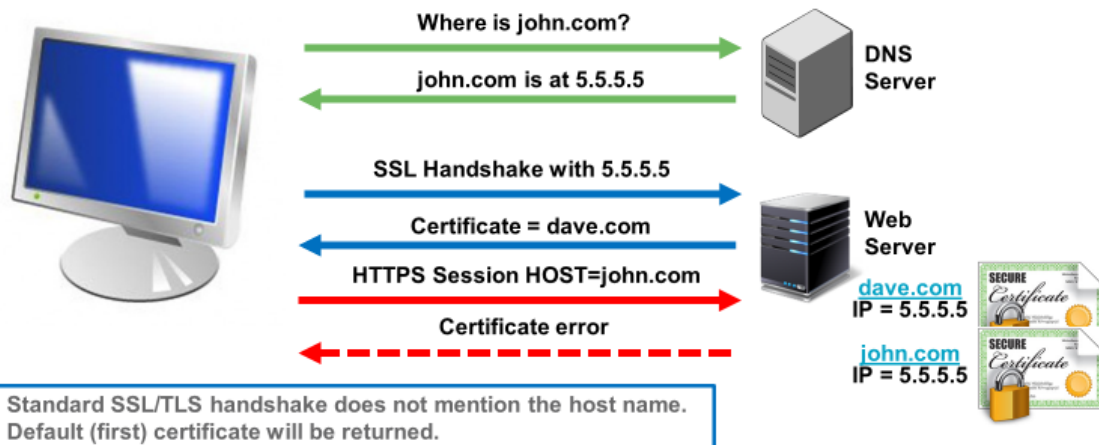 Where is john.com?
john.com is at 5.5.5.5
DNS
Server
SSL Handshake with 5.5.5.5
Certificate = dave.com
HTTPS Session HOST=john.com
Certificate error
Web
Server
dave.com
IP = 5.5.5.5
SECURE
Certificate
john.com
IP = 5.5.5.5
SECURE
Certificate
Standard SSL/TLS handshake does not mention the host name.
Default (first) certificate will be returned.